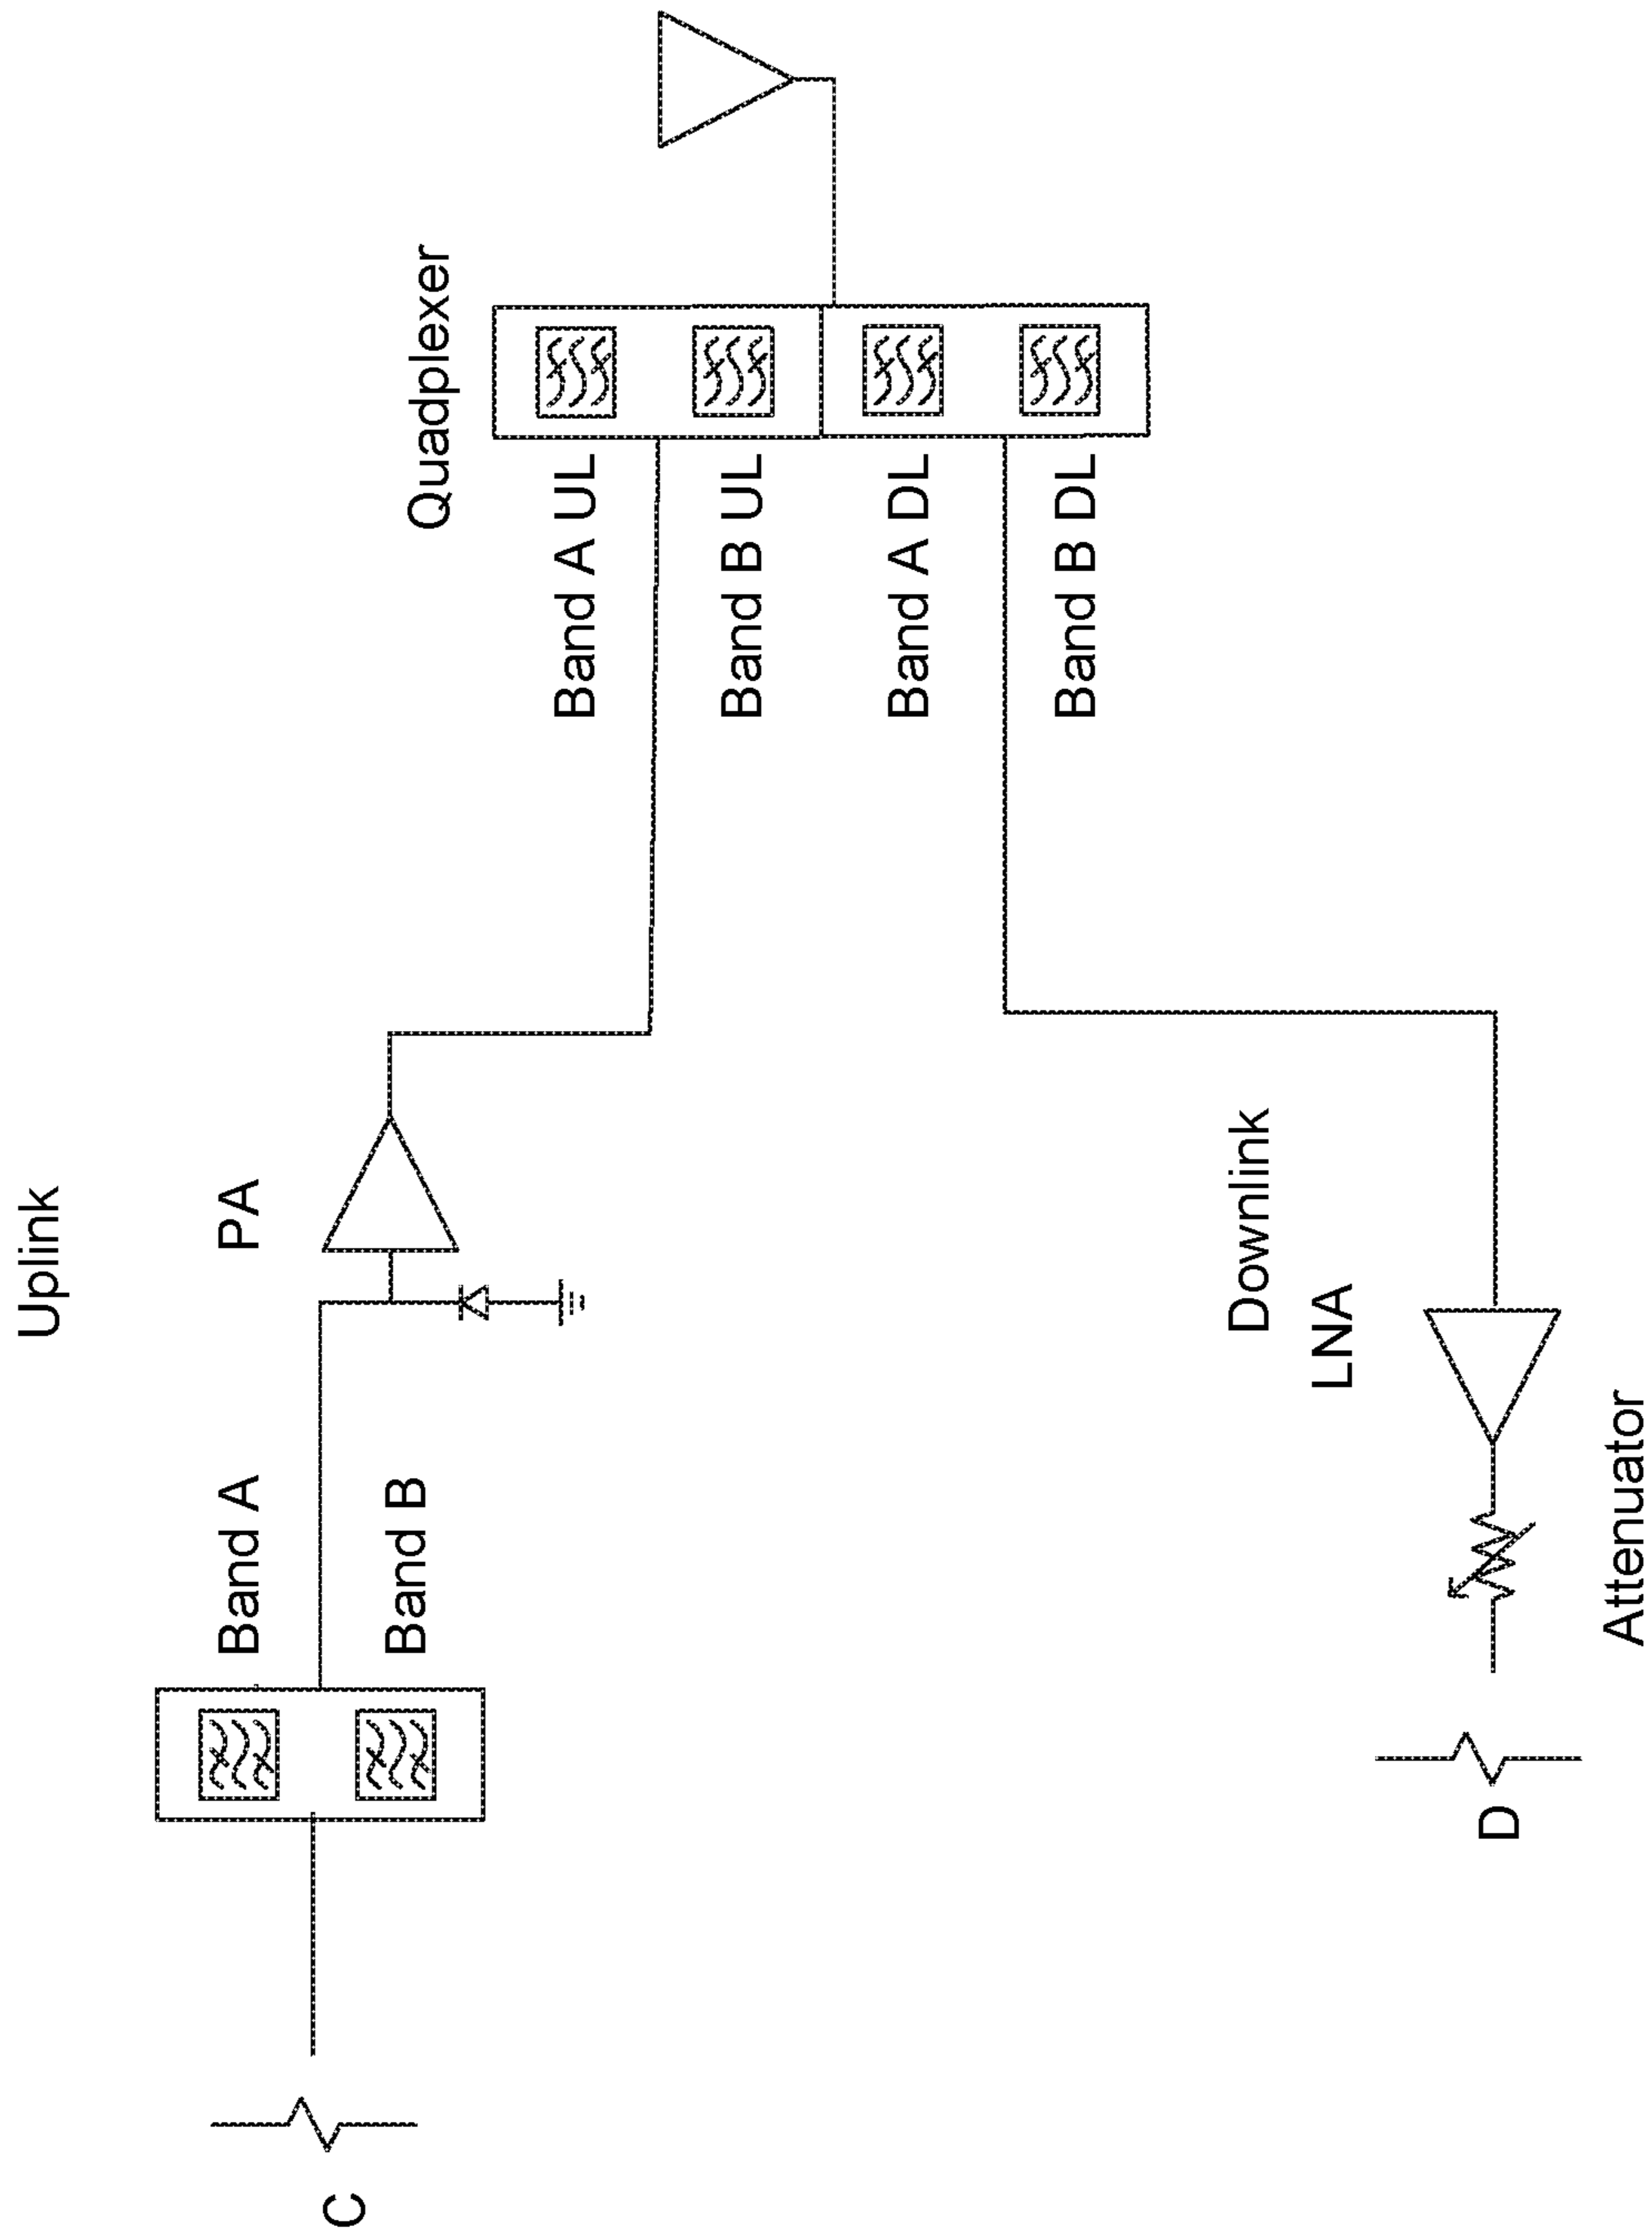 Uplink
PA
Band A
Band B
C
Quadplexer
Band A UL
Band B UL
Band A DL
Band B DL
Downlink
LNA
Attenuator
D